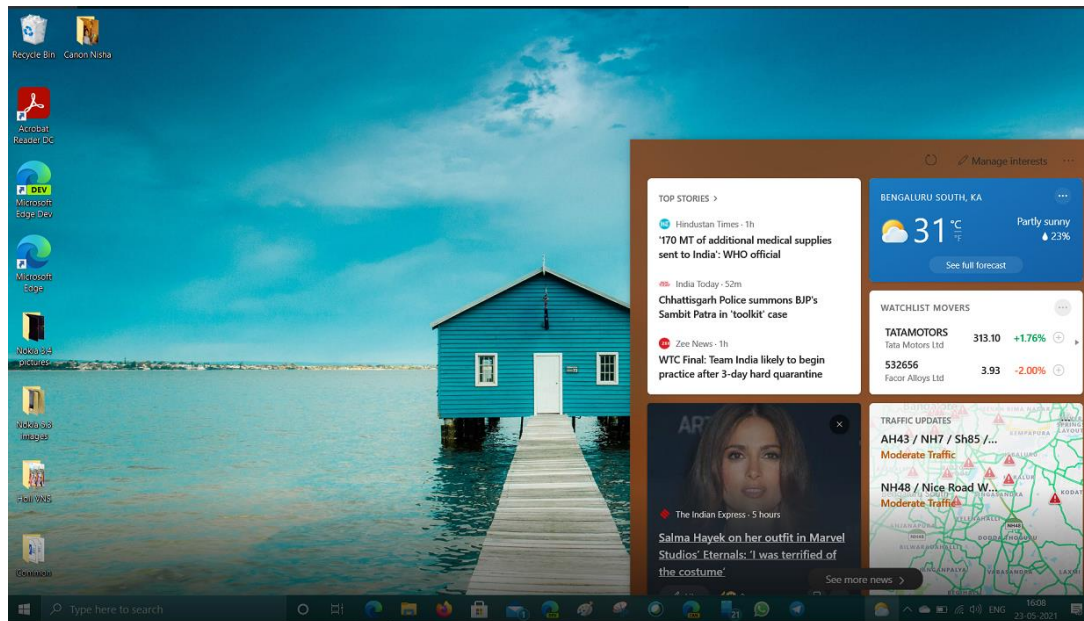 Recycle Bin
Canon Nisha
Acrobat
Reader DC
DEV
Microsoft
Edge Dev
Microsoft
Edge
pictures
images
Holi VNS
Common
Manage interests
TOP STORIES >
Hindustan Times · 1h
'170 MT of additional medical supplies
sent to India': WHO official
India Today · 52m
Chhattisgarh Police summons BJP's
Sambit Patra in 'toolkit' case
Zee News · 1h
WTC Final: Team India likely to begin
practice after 3-day hard quarantine
BENGALURU SOUTH, KA
31 °C
°F
Partly sunny
23%
See full forecast
WATCHLIST MOVERS
TATAMOTORS
Tata Motors Ltd
313.10 +1.76%
532656
Facor Alloys Ltd
3.93 -2.00%
The Indian Express · 5 hours
Salma Hayek on her outfit in Marvel
Studios' Eternals: 'I was terrified of
the costume'
TRAFFIC UPDATES
AH43 / NH7 / Sh85 /...
Moderate Traffic
NH48 / Nice Road W...
Moderate Traffic
See more news >
Type here to search
21
ENG
16:08
23-05-2021